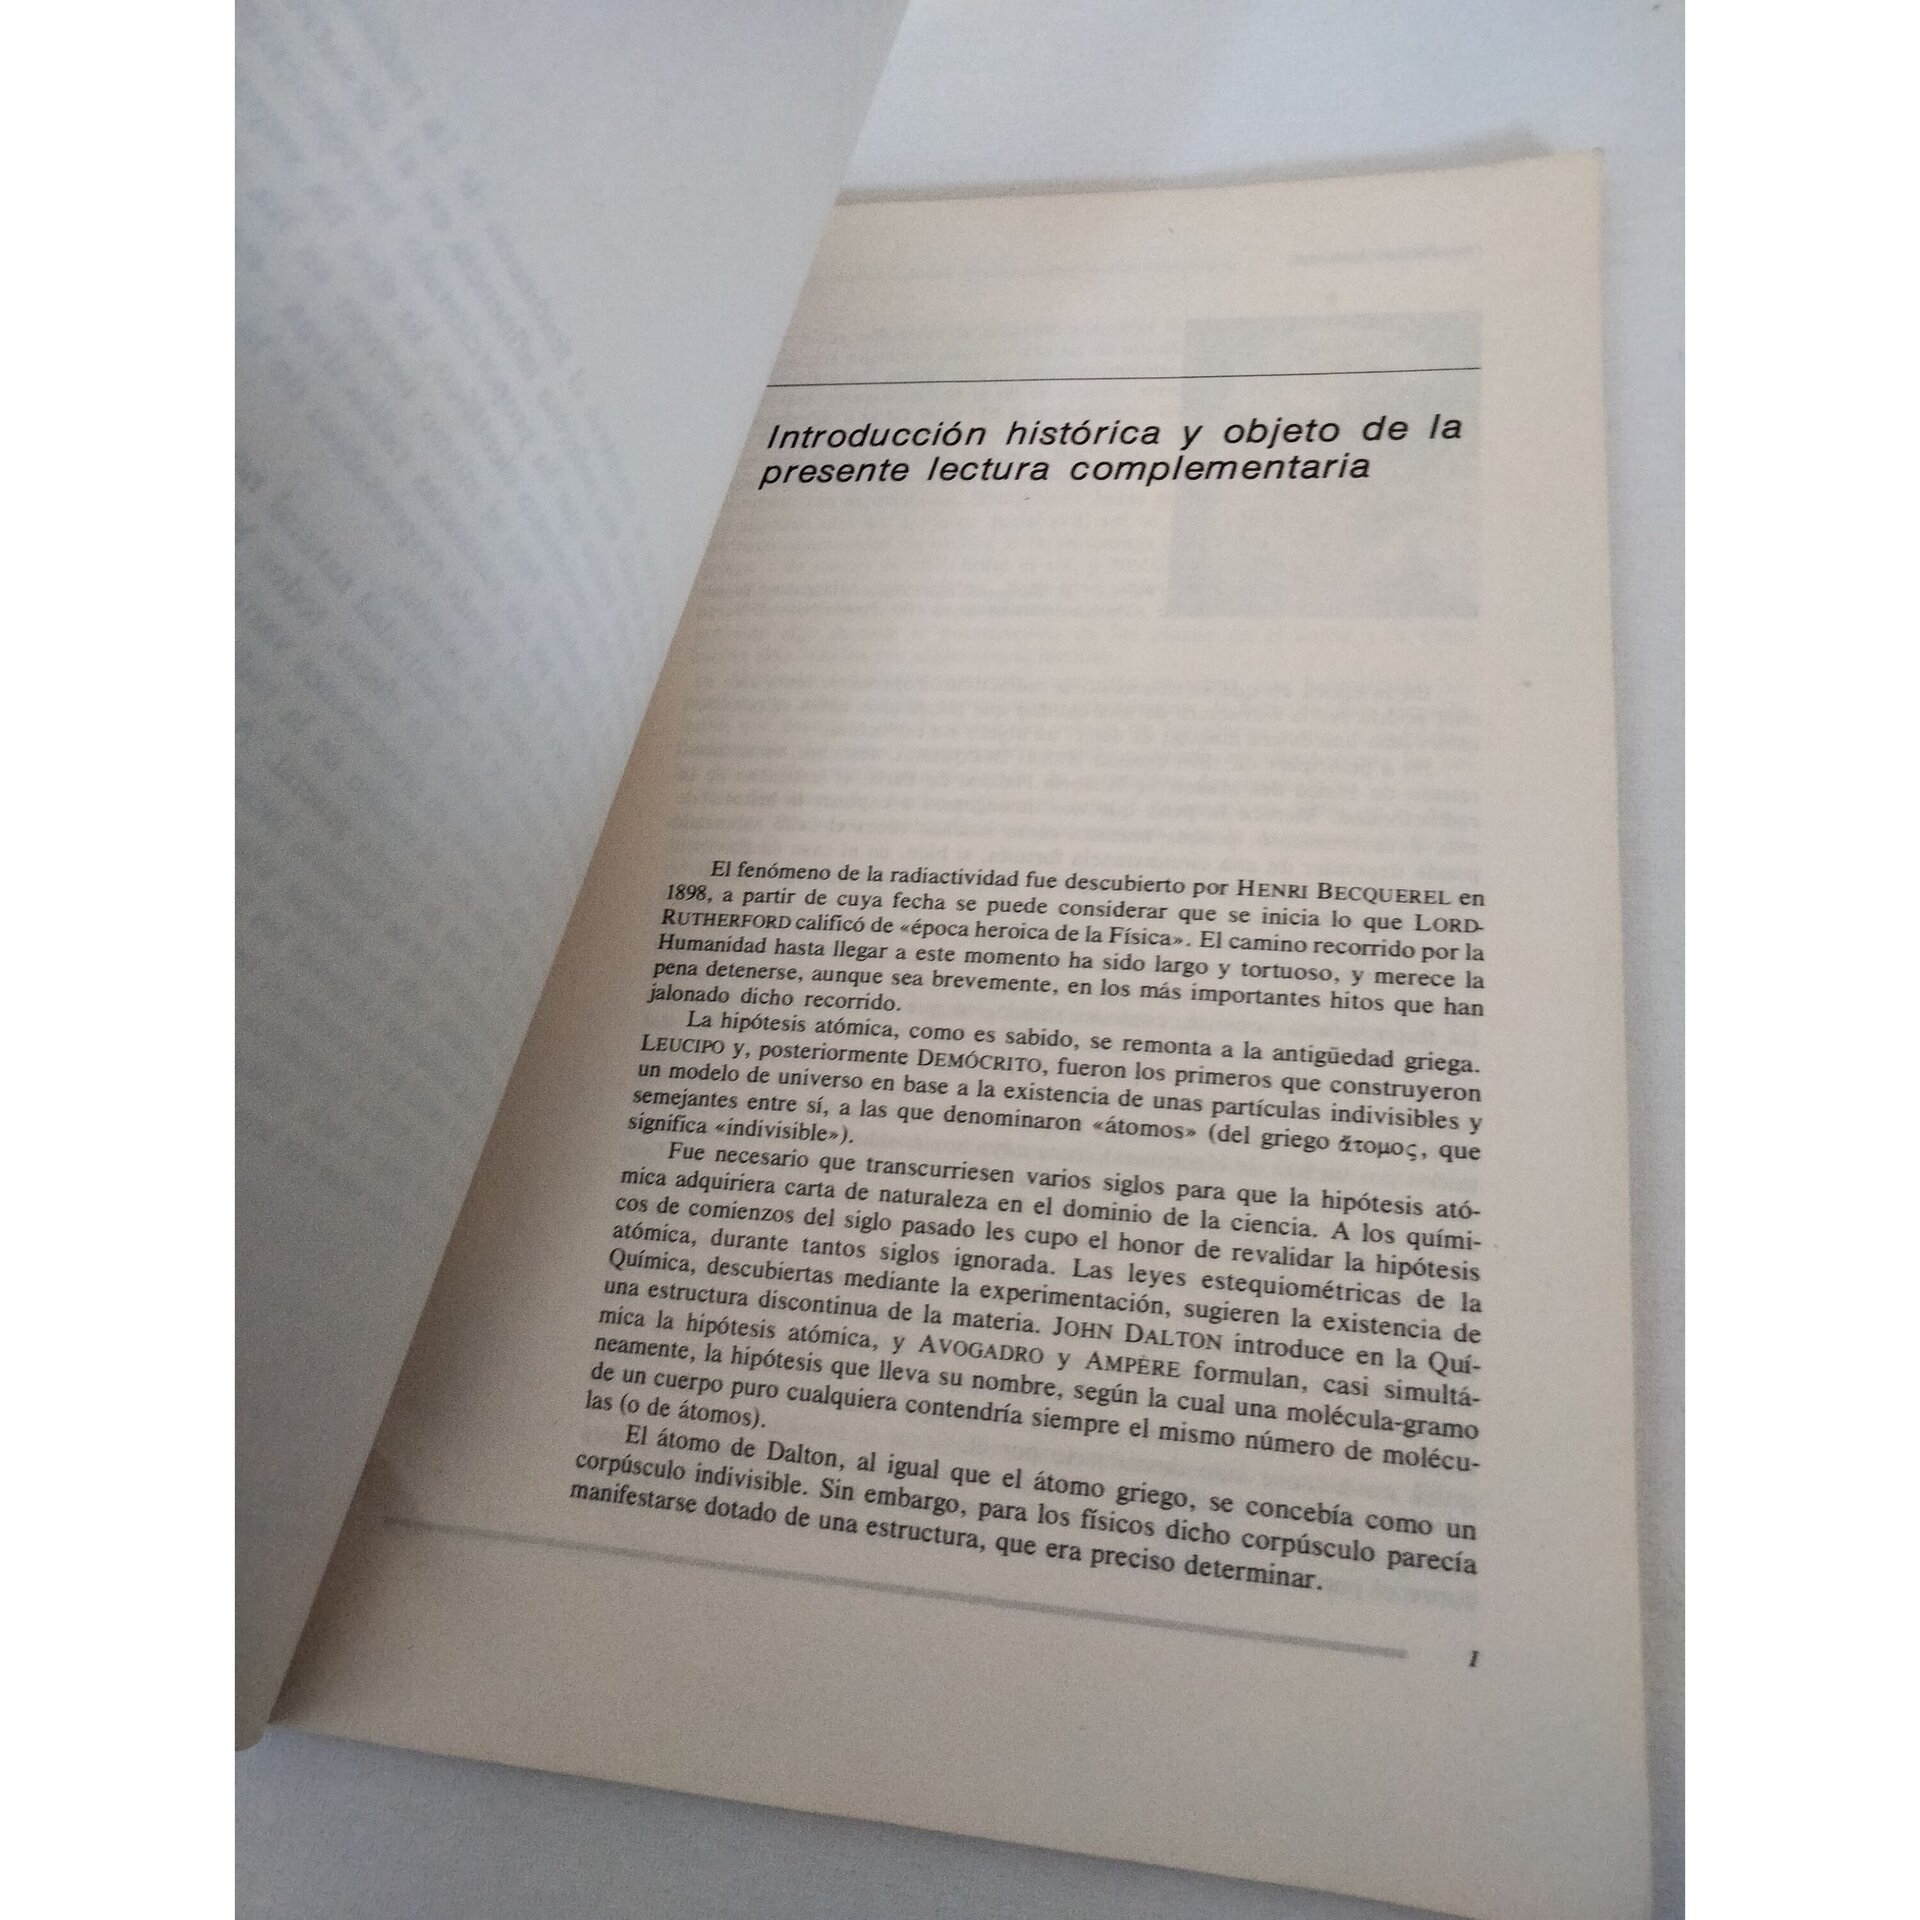 Introducción histórica y objeto de la
presente lectura complementaria
El fenómeno de la radiactividad fue descubierto por HENRI BECQUEREL en
1898, a partir de cuya fecha se puede considerar que se inicia lo que LORD-
RUTHERFORD calificó de «época heroica de la Física». El camino recorrido por la
Humanidad hasta llegar a este momento ha sido largo y tortuoso, y merece la
pena detenerse, aunque sea brevemente, en los más importantes hitos que han
jalonado dicho recorrido.
La hipótesis atómica, como es sabido, se remonta a la antigüedad griega.
LEUCIPO y, posteriormente DEMÓCRITO, fueron los primeros que construyeron
un modelo de universo en base a la existencia de unas partículas indivisibles y
semejantes entre sí, a las que denominaron «átomos» (del griego ἄτομος, que
significa «indivisible»).
Fue necesario que transcurriesen varios siglos para que la hipótesis ató-
mica adquiriera carta de naturaleza en el dominio de la ciencia. A los quími-
cos de comienzos del siglo pasado les cupo el honor de revalidar la hipótesis
atómica, durante tantos siglos ignorada. Las leyes estequiométricas de la
Química, descubiertas mediante la experimentación, sugieren la existencia de
una estructura discontinua de la materia. JOHN DALTON introduce en la Quí-
mica la hipótesis atómica, y AVOGADRO y AMPÈRE formulan, casi simultá-
neamente, la hipótesis que lleva su nombre, según la cual una molécula-gramo
de un cuerpo puro cualquiera contendría siempre el mismo número de molécu-
las (o de átomos).
El átomo de Dalton, al igual que el átomo griego, se concebía como un
corpúsculo indivisible. Sin embargo, para los físicos dicho corpúsculo parecía
manifestarse dotado de una estructura, que era preciso determinar.
1